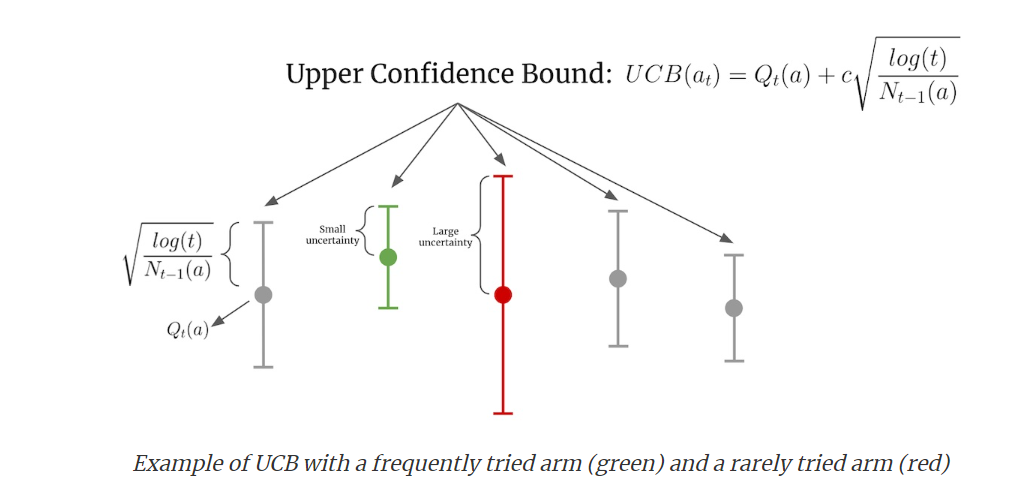 Upper Confidence Bound: UCB(a_t) = Q_t(a) + c√(log(t)/N_{t−1}(a))
Small
uncertainty
Large
uncertainty
√(log(t)/N_{t−1}(a))
Q_t(a)
Example of UCB with a frequently tried arm (green) and a rarely tried arm (red)